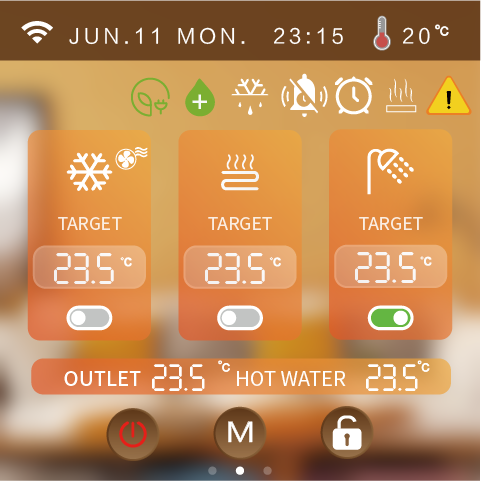 JUN.11 MON. 23:15 20℃
TARGET TARGET TARGET
23.5℃ 23.5℃ 23.5℃
OUTLET 23.5℃ HOT WATER 23.5℃
M